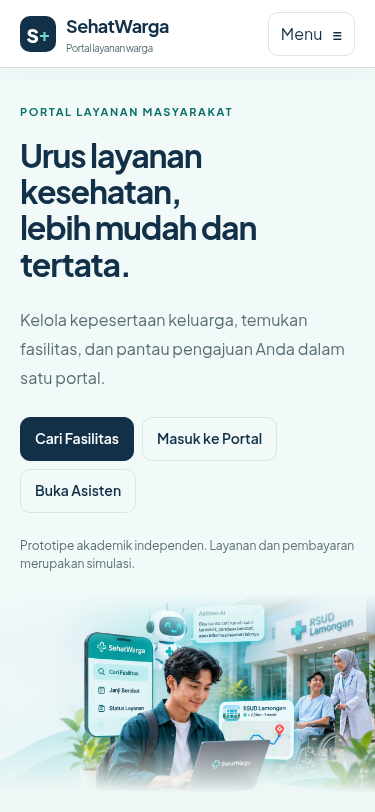 S+
SehatWarga
Portal layanan warga
Menu ≡
PORTAL LAYANAN MASYARAKAT
Urus layanan
kesehatan,
lebih mudah dan
tertata.
Kelola kepesertaan keluarga, temukan
fasilitas, dan pantau pengajuan Anda dalam
satu portal.
Cari Fasilitas
Masuk ke Portal
Buka Asisten
Prototipe akademik independen. Layanan dan pembayaran
merupakan simulasi.
Asisten AI
SehatWarga
Cari Fasilitas
Janji Berobat
Status Layanan
RSUD
Lamongan
RSUD Lamongan
SehatWarga